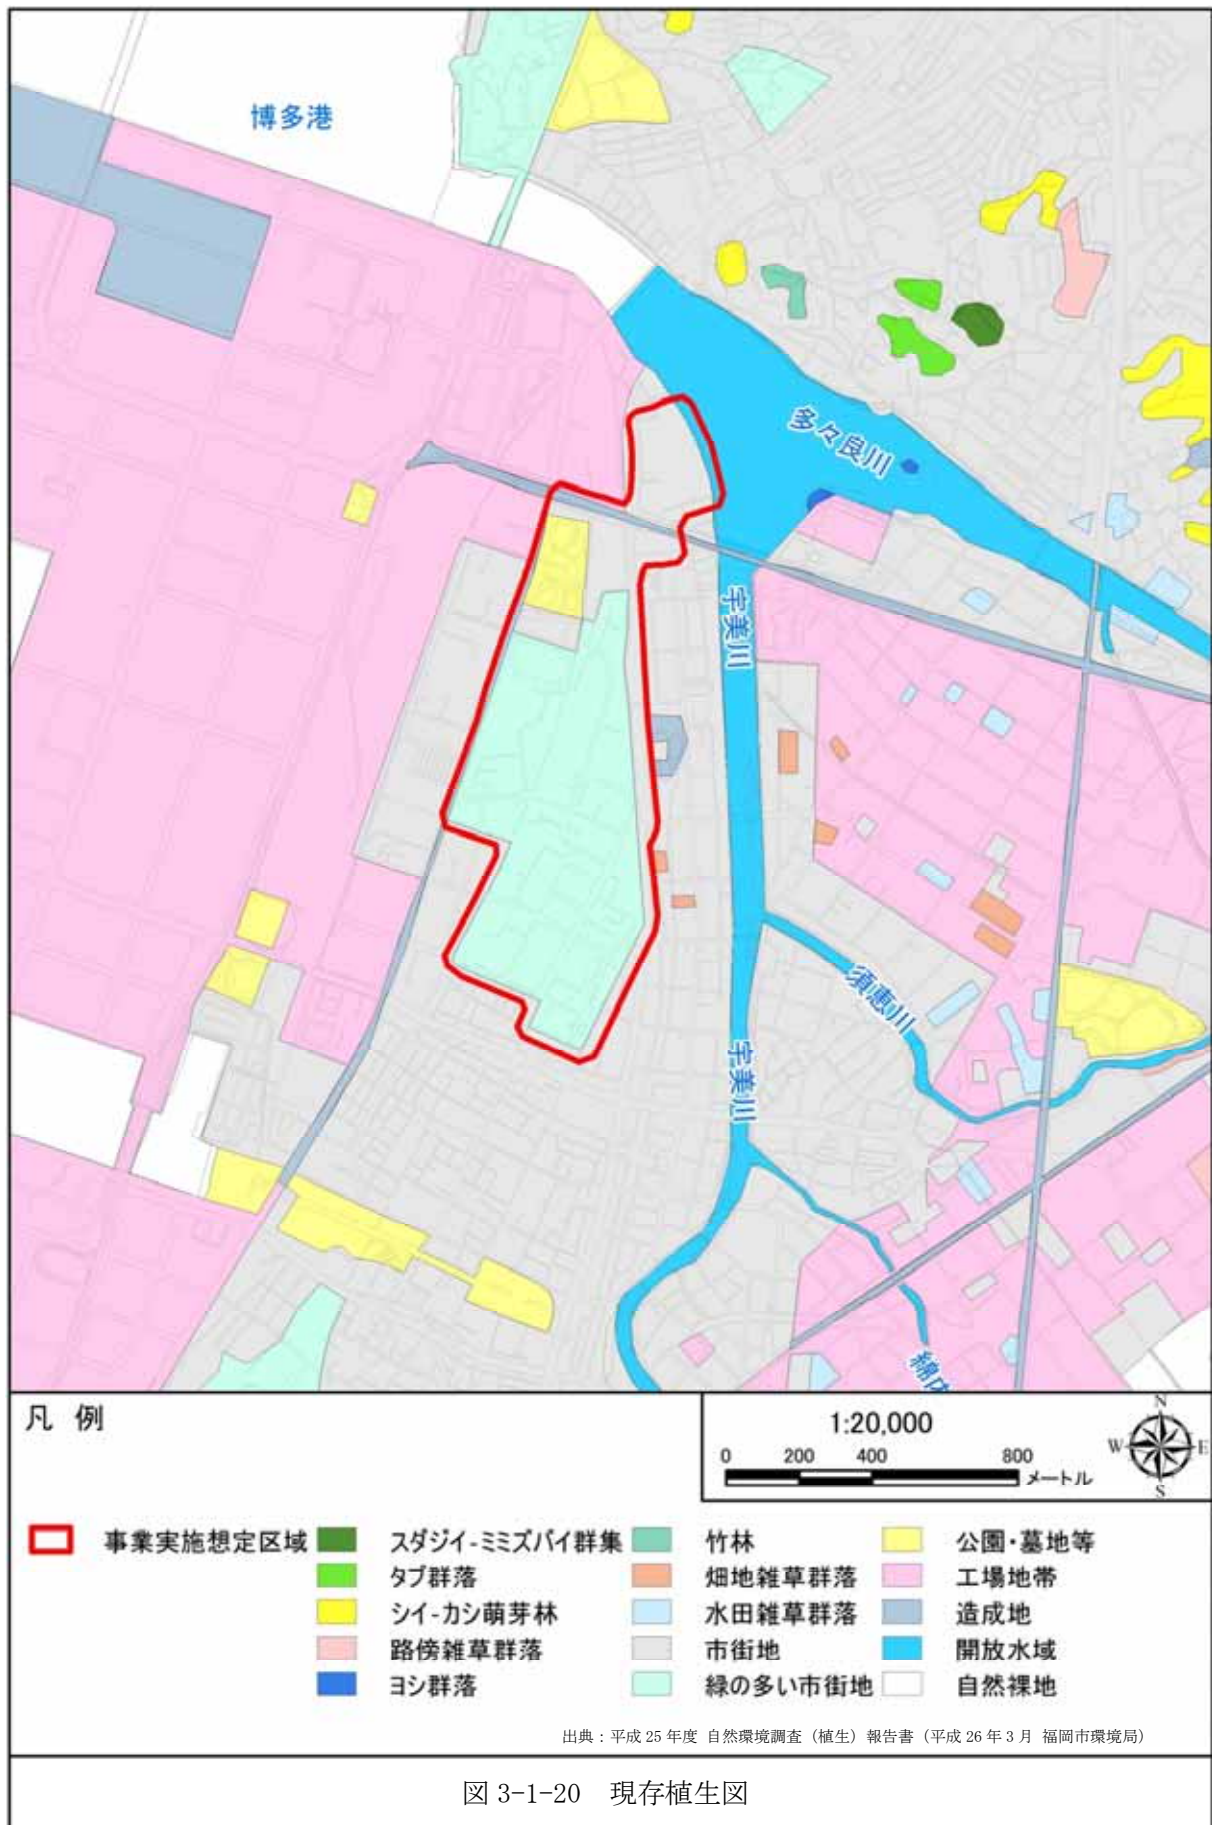 博多港
多々良川
宇美川
須恵川
宇美川
綿内
凡 例
1:20,000
0 200 400 800
メートル
N
W E
S
事業実施想定区域
スダジイ-ミミズバイ群集
タブ群落
シイ-カシ萌芽林
路傍雑草群落
ヨシ群落
竹林
畑地雑草群落
水田雑草群落
市街地
緑の多い市街地
公園・墓地等
工場地帯
造成地
開放水域
自然裸地
出典：平成 25 年度 自然環境調査（植生）報告書（平成 26 年 3 月 福岡市環境局）
図 3-1-20 現存植生図